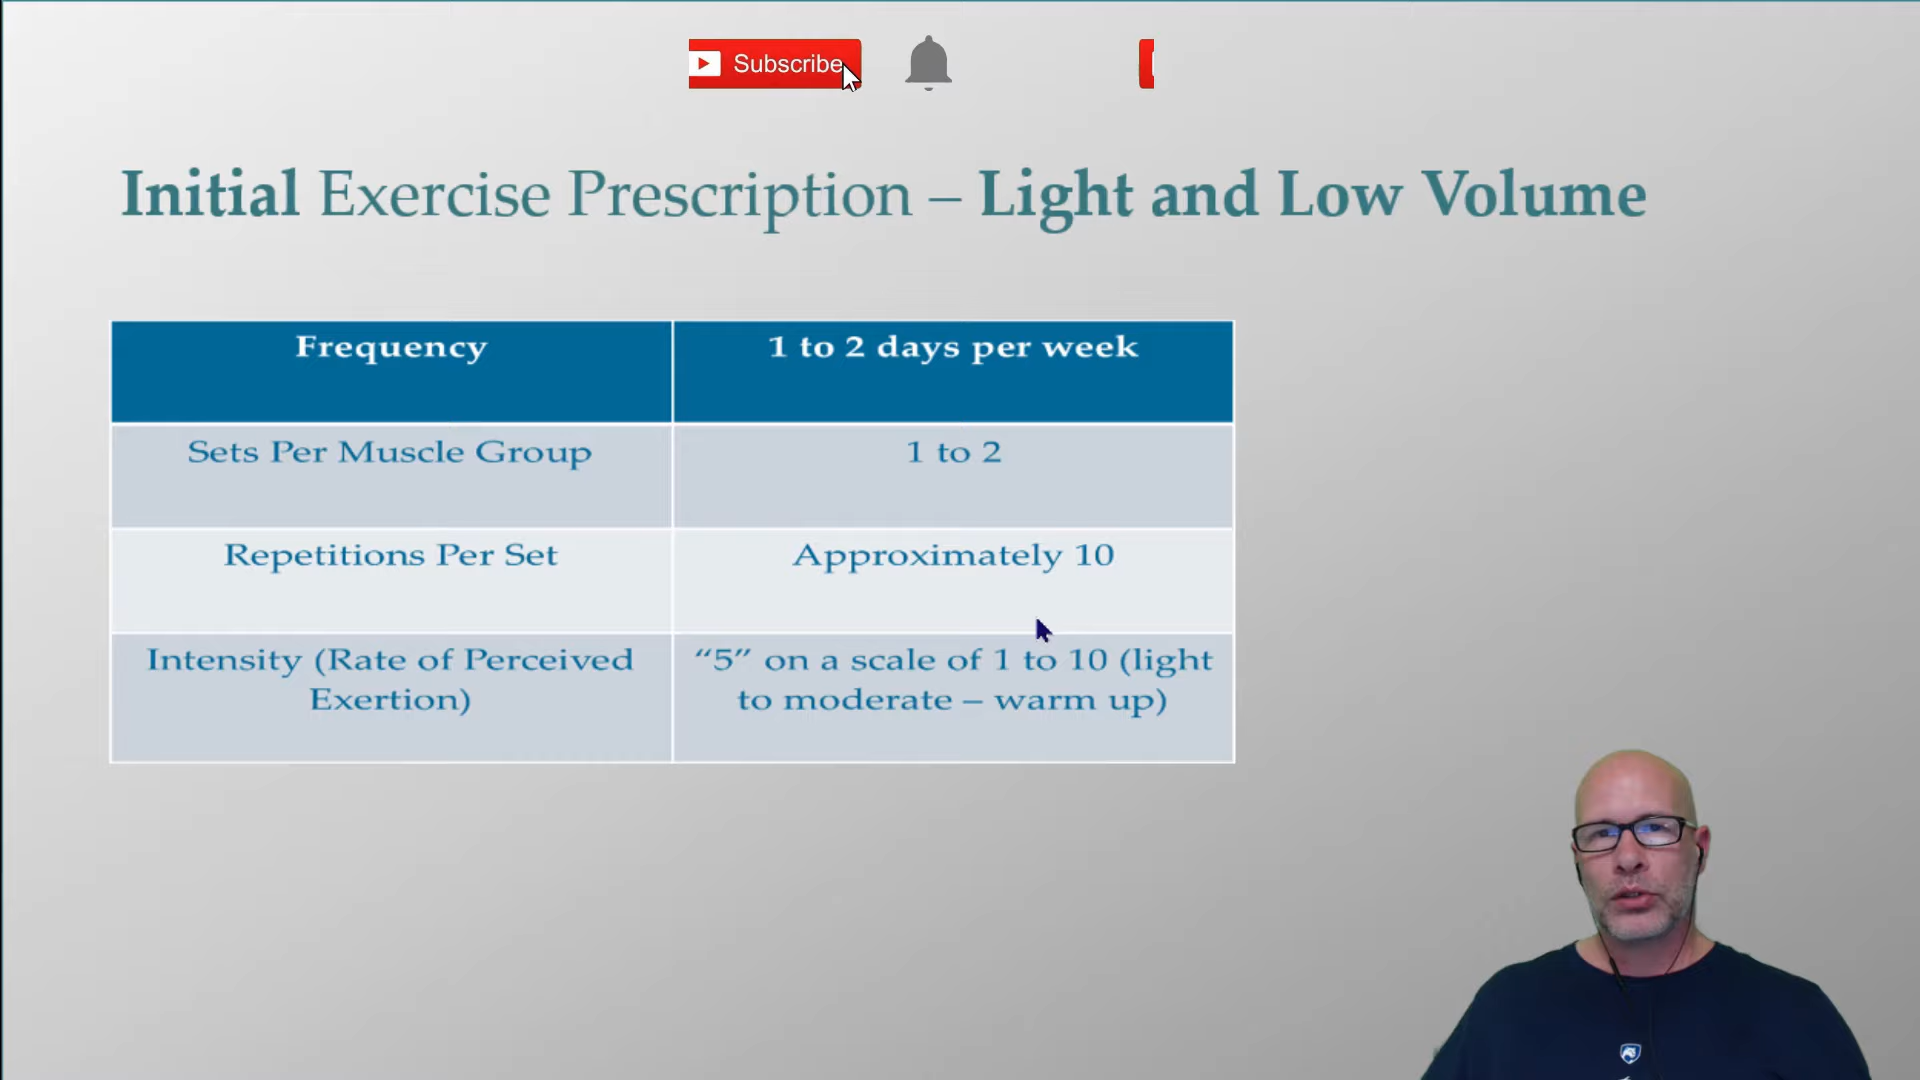 Subscribe
Initial Exercise Prescription – Light and Low Volume
Frequency
1 to 2 days per week
Sets Per Muscle Group
1 to 2
Repetitions Per Set
Approximately 10
Intensity (Rate of Perceived
Exertion)
“5” on a scale of 1 to 10 (light
to moderate – warm up)